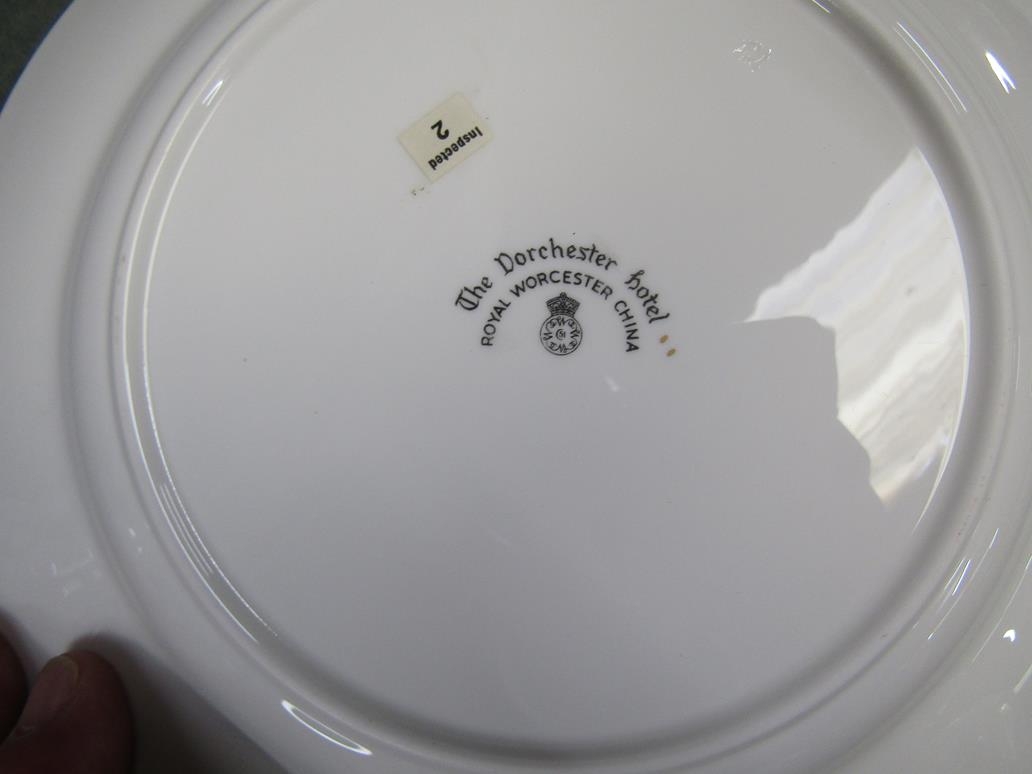 Inspected
2
The Dorchester hotel
ROYAL WORCESTER CHINA